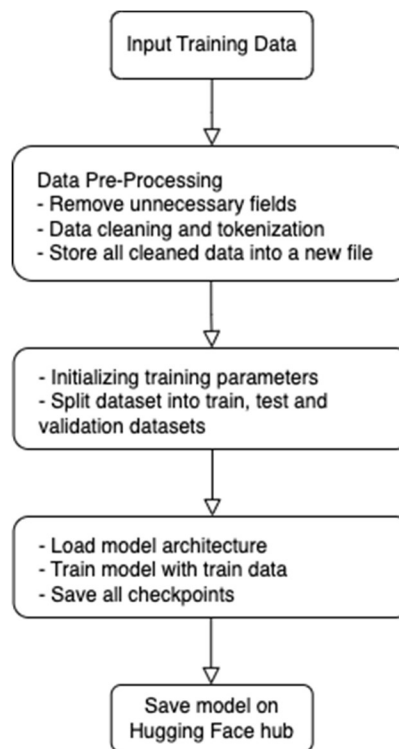 Input Training Data
Data Pre-Processing
- Remove unnecessary fields
- Data cleaning and tokenization
- Store all cleaned data into a new file
- Initializing training parameters
- Split dataset into train, test and
validation datasets
- Load model architecture
- Train model with train data
- Save all checkpoints
Save model on
Hugging Face hub